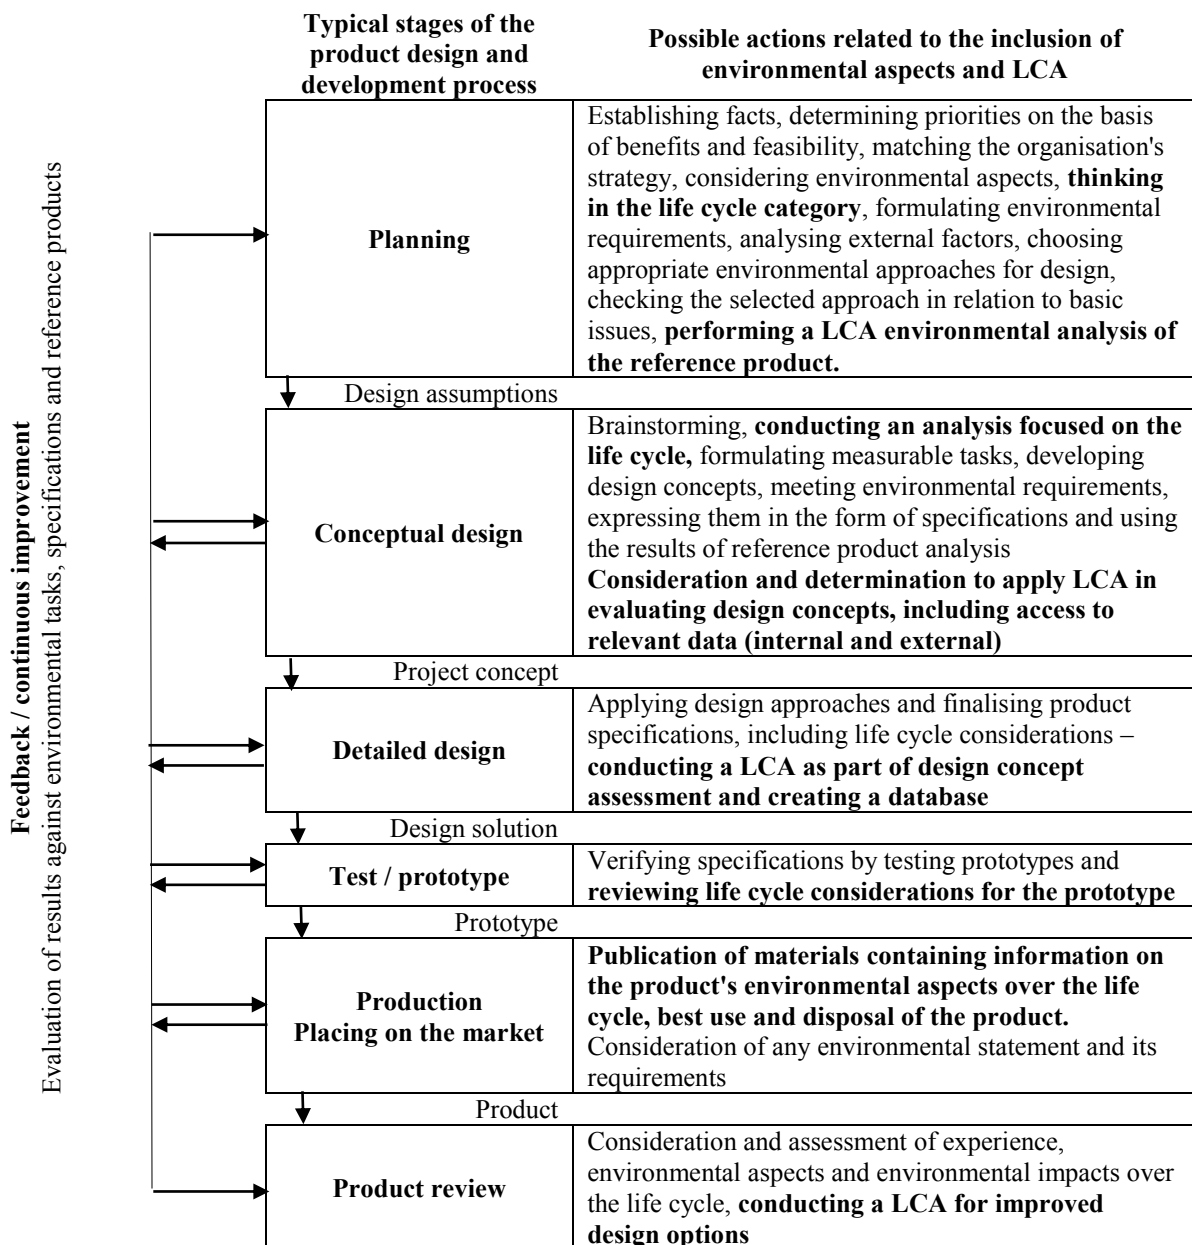 Typical stages of the
product design and
development process
Possible actions related to the inclusion of
environmental aspects and LCA
Feedback / continuous improvement
Evaluation of results against environmental tasks, specifications and reference products
Planning
Establishing facts, determining priorities on the basis
of benefits and feasibility, matching the organisation's
strategy, considering environmental aspects, thinking
in the life cycle category, formulating environmental
requirements, analysing external factors, choosing
appropriate environmental approaches for design,
checking the selected approach in relation to basic
issues, performing a LCA environmental analysis of
the reference product.
Design assumptions
Conceptual design
Brainstorming, conducting an analysis focused on the
life cycle, formulating measurable tasks, developing
design concepts, meeting environmental requirements,
expressing them in the form of specifications and using
the results of reference product analysis
Consideration and determination to apply LCA in
evaluating design concepts, including access to
relevant data (internal and external)
Project concept
Detailed design
Applying design approaches and finalising product
specifications, including life cycle considerations –
conducting a LCA as part of design concept
assessment and creating a database
Design solution
Test / prototype
Verifying specifications by testing prototypes and
reviewing life cycle considerations for the prototype
Prototype
Production
Placing on the market
Publication of materials containing information on
the product's environmental aspects over the life
cycle, best use and disposal of the product.
Consideration of any environmental statement and its
requirements
Product
Product review
Consideration and assessment of experience,
environmental aspects and environmental impacts over
the life cycle, conducting a LCA for improved
design options